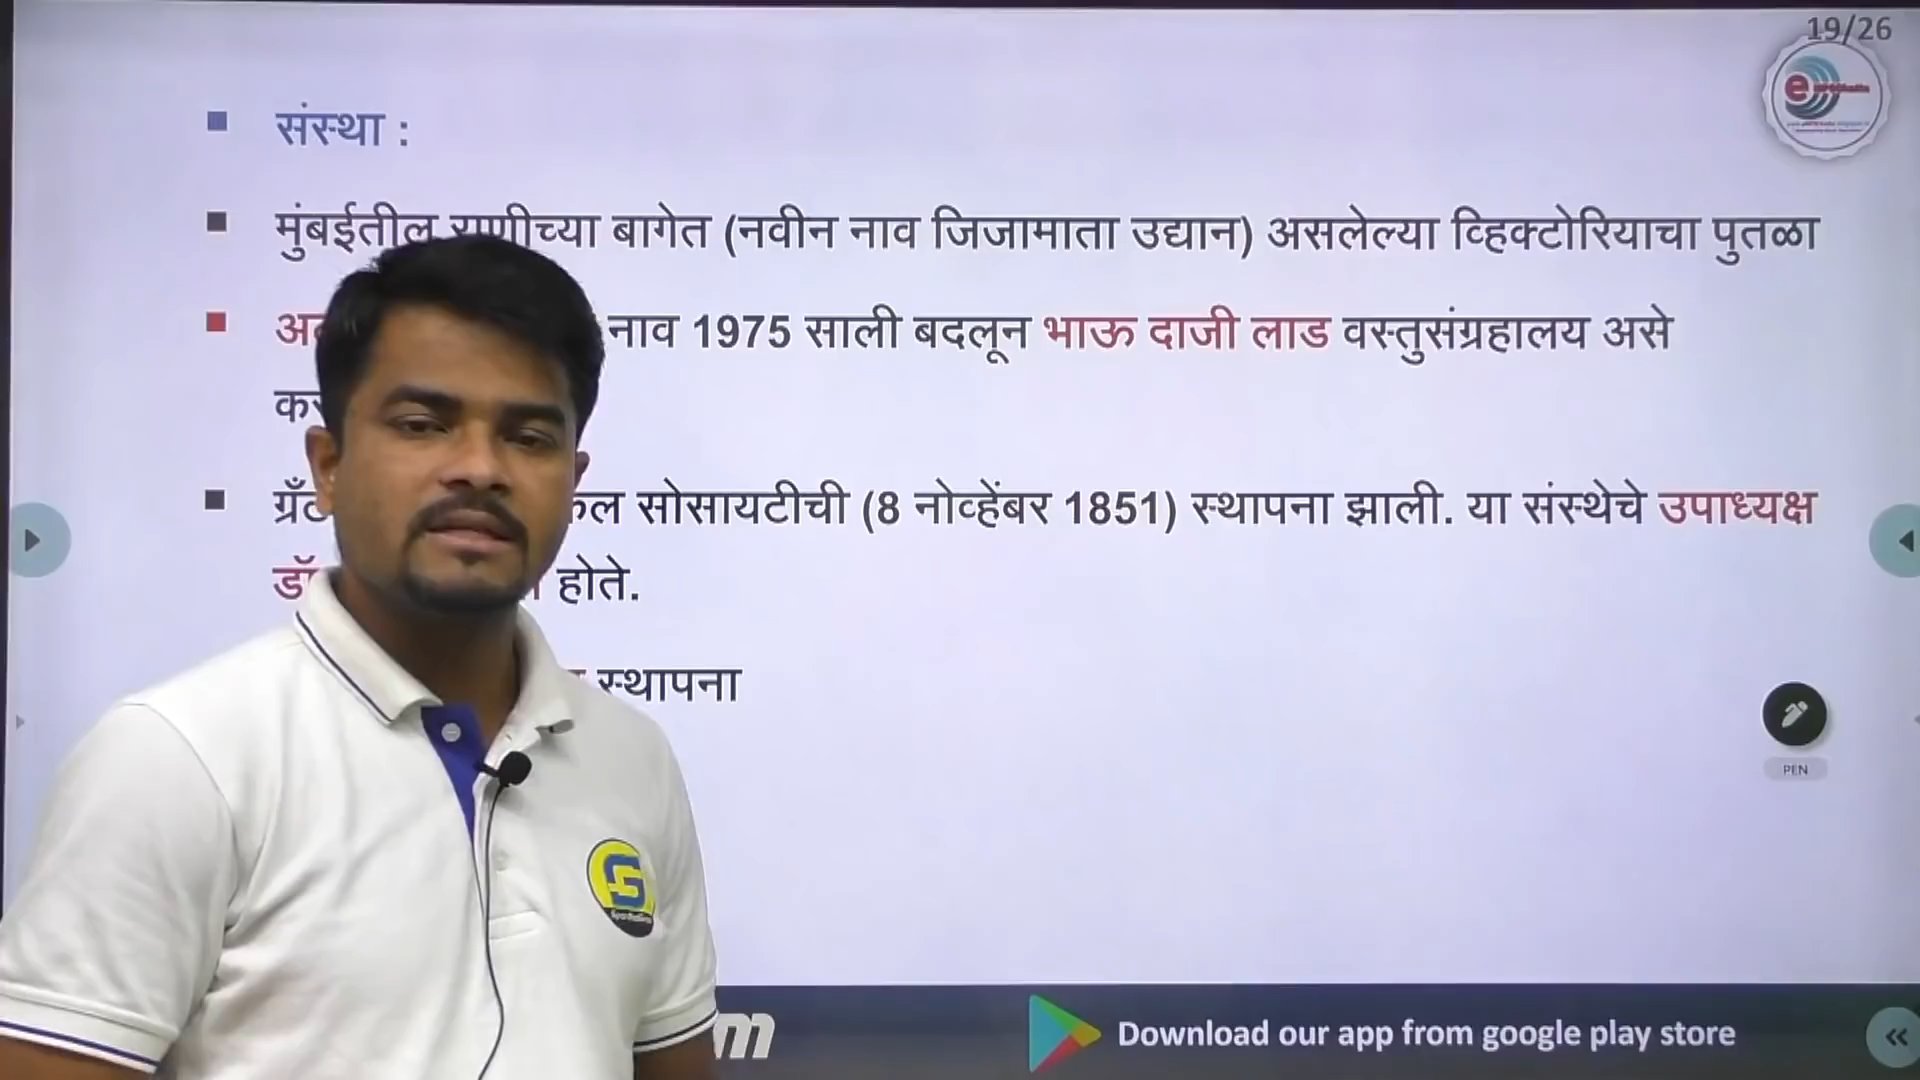 19/26
संस्था :
मुंबईतील राणीच्या बागेत (नवीन नाव जिजामाता उद्यान) असलेल्या व्हिक्टोरियाचा पुतळा
नाव 1975 साली बदलून भाऊ दाजी लाड वस्तुसंग्रहालय असे
सोसायटीची (8 नोव्हेंबर 1851) स्थापना झाली. या संस्थेचे उपाध्यक्ष
होते.
स्थापना
PEN
Download our app from google play store